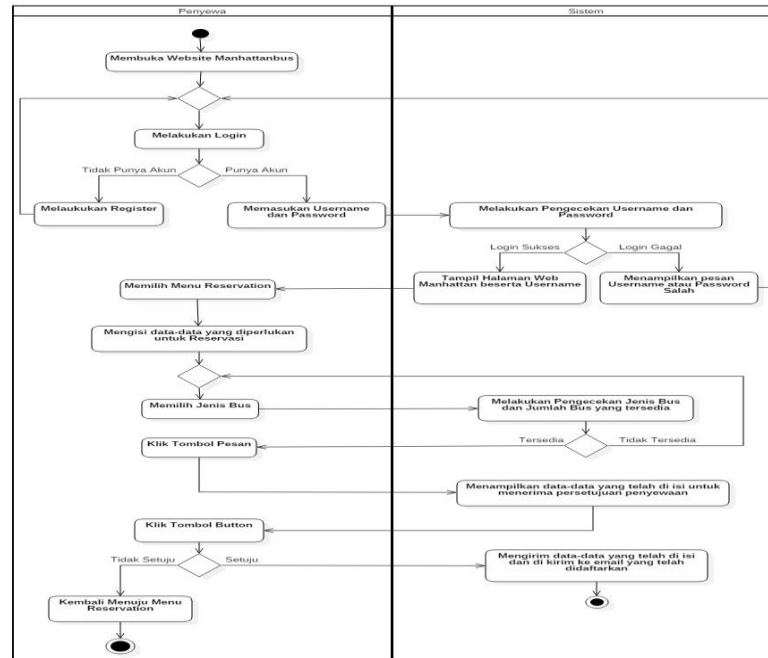 Penyewa
Sistem
Membuka Website Manhattanbus
Melakukan Login
Tidak Punya Akun
Punya Akun
Melaukukan Register
Memasukan Username
dan Password
Melakukan Pengecekan Username dan
Password
Login Sukses
Login Gagal
Tampil Halaman Web
Manhattan beserta Username
Menampilkan pesan
Username atau Password
Salah
Memilih Menu Reservation
Mengisi data-data yang diperlukan
untuk Reservasi
Memilih Jenis Bus
Melakukan Pengecekan Jenis Bus
dan Jumlah Bus yang tersedia
Tersedia
Tidak Tersedia
Klik Tombol Pesan
Menampilkan data-data yang telah di isi untuk
menerima persetujuan penyewaan
Klik Tombol Button
Tidak Setuju
Setuju
Mengirim data-data yang telah di isi
dan di kirim ke email yang telah
didaftarkan
Kembali Menuju Menu
Reservation